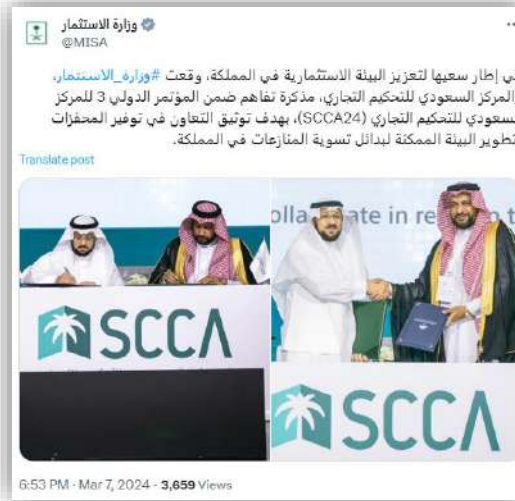 وزارة الاستثمار
@MISA
في إطار سعيها لتعزيز البيئة الاستثمارية في المملكة، وقعت #وزارة_الاستثمار،
والمركز السعودي للتحكيم التجاري، مذكرة تفاهم ضمن المؤتمر الدولي 3 للمركز
السعودي للتحكيم التجاري (SCCA24)، بهدف توثيق التعاون في توفير المحفزات
وتطوير البيئة الممكنة لبدائل تسوية المنازعات في المملكة.
Translate post
SCCA
SCCA
6:53 PM · Mar 7, 2024 · 3,659 Views